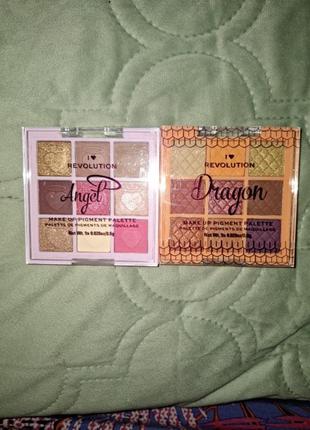 I ♥
REVOLUTION
Angel
MAKE UP PIGMENT PALETTE
PALETTE DE PIGMENTS DE MAQUILLAGE
I ♥
REVOLUTION
Dragon
MAKE UP PIGMENT PALETTE
PALETTE DE PIGMENTS DE MAQUILLAGE